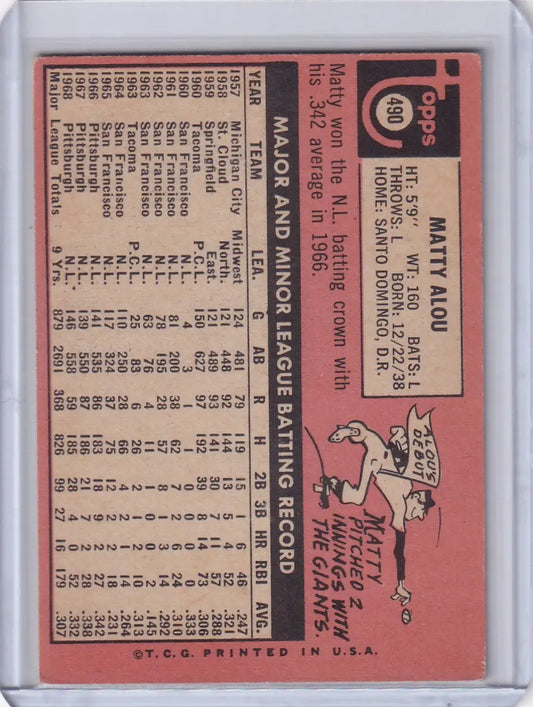 Topps
490
MATTY ALOU
HT: 5'9" WT: 160 BATS: L
THROWS: L BORN: 12/22/38
HOME: SANTO DOMINGO, D.R.
Matty won the N.L. batting crown with
his .342 average in 1966.
ALOU'S
DEBUT
MATTY
PITCHED 2
INNINGS WITH
THE GIANTS.
MAJOR AND MINOR LEAGUE BATTING RECORD
YEAR TEAM LEA. G AB R H 2B 3B HR RBI AVG.
1957 Michigan City Midwest 124 481 79 119 15 1 6 46 .247
1958 St. Cloud North. 121 448 92 144 13 5 4 52 .321
1959 Springfield East. 121 489 93 141 30 7 11 57 .288
1960 Tacoma P.C.L. 150 627 97 192 39 8 14 73 .306
1960 San Francisco N.L. 4 3 1 1 0 0 0 0 .333
1961 San Francisco N.L. 81 200 38 62 7 2 6 24 .310
1962 San Francisco N.L. 78 195 28 57 8 1 3 14 .292
1963 San Francisco N.L. 63 76 4 11 1 0 0 2 .145
1963 Tacoma P.C.L. 25 83 6 26 1 0 2 10 .313
1964 San Francisco N.L. 110 250 28 66 4 2 1 14 .264
1965 San Francisco N.L. 117 324 37 75 12 2 2 18 .231
1966 Pittsburgh N.L. 141 535 86 183 18 9 2 27 .342
1967 Pittsburgh N.L. 139 550 87 186 21 7 2 28 .338
1968 Pittsburgh N.L. 146 558 59 185 28 4 0 52 .332
Major League Totals 9 Yrs. 879 2691 368 826 99 27 16 179 .307
©T.C.G. PRINTED IN U.S.A.